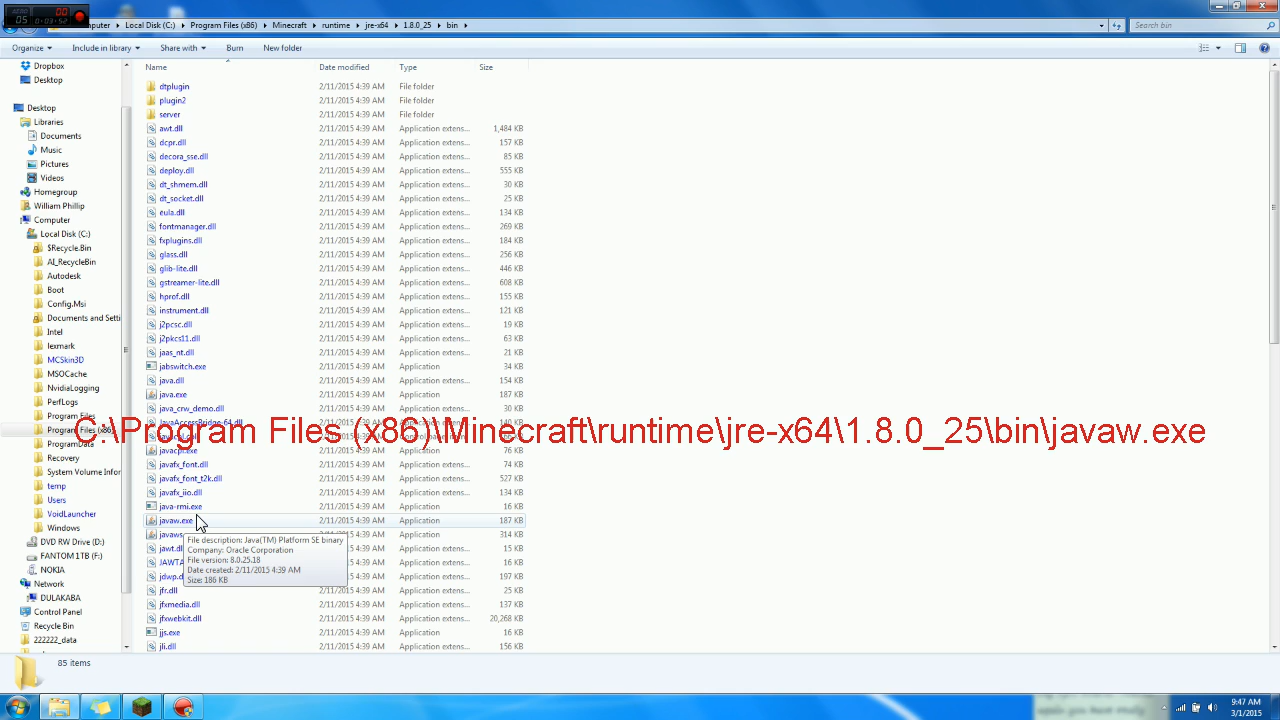 Computer ▸ Local Disk (C:) ▸ Program Files (x86) ▸ Minecraft ▸ runtime ▸ jre-x64 ▸ 1.8.0_25 ▸ bin ▸
Search bin
Organize Include in library Share with Burn New folder
Name Date modified Type Size
Dropbox
Desktop
Desktop
Libraries
Documents
Music
Pictures
Videos
Homegroup
William Phillip
Computer
Local Disk (C:)
$Recycle.Bin
AI_RecycleBin
Autodesk
Boot
Config.Msi
Documents and Setti
Intel
lexmark
MCSkin3D
MSOCache
NvidiaLogging
PerfLogs
Program Files
Program Files (x86)
ProgramData
Recovery
System Volume Infor
temp
Users
VoidLauncher
Windows
DVD RW Drive (D:)
FANTOM 1TB (F:)
NOKIA
Network
DULAKABA
Control Panel
Recycle Bin
222222_data
dtplugin 2/11/2015 4:39 AM File folder
plugin2 2/11/2015 4:39 AM File folder
server 2/11/2015 4:39 AM File folder
awt.dll 2/11/2015 4:39 AM Application extens... 1,484 KB
dcpr.dll 2/11/2015 4:39 AM Application extens... 157 KB
decora_sse.dll 2/11/2015 4:39 AM Application extens... 85 KB
deploy.dll 2/11/2015 4:39 AM Application extens... 555 KB
dt_shmem.dll 2/11/2015 4:39 AM Application extens... 30 KB
dt_socket.dll 2/11/2015 4:39 AM Application extens... 25 KB
eula.dll 2/11/2015 4:39 AM Application extens... 134 KB
fontmanager.dll 2/11/2015 4:39 AM Application extens... 269 KB
fxplugins.dll 2/11/2015 4:39 AM Application extens... 184 KB
glass.dll 2/11/2015 4:39 AM Application extens... 256 KB
glib-lite.dll 2/11/2015 4:39 AM Application extens... 446 KB
gstreamer-lite.dll 2/11/2015 4:39 AM Application extens... 608 KB
hprof.dll 2/11/2015 4:39 AM Application extens... 155 KB
instrument.dll 2/11/2015 4:39 AM Application extens... 121 KB
j2pcsc.dll 2/11/2015 4:39 AM Application extens... 19 KB
j2pkcs11.dll 2/11/2015 4:39 AM Application extens... 63 KB
jaas_nt.dll 2/11/2015 4:39 AM Application extens... 21 KB
jabswitch.exe 2/11/2015 4:39 AM Application 34 KB
java.dll 2/11/2015 4:39 AM Application extens... 154 KB
java.exe 2/11/2015 4:39 AM Application 187 KB
java_crw_demo.dll 2/11/2015 4:39 AM Application extens... 30 KB
JavaAccessBridge-64.dll 2/11/2015 4:39 AM Application extens... 140 KB
C:\Program Files (x86)\Minecraft\runtime\jre-x64\1.8.0_25\bin\javaw.exe
javacpl.exe 2/11/2015 4:39 AM Application 76 KB
javafx_font.dll 2/11/2015 4:39 AM Application extens... 74 KB
javafx_font_t2k.dll 2/11/2015 4:39 AM Application extens... 527 KB
javafx_iio.dll 2/11/2015 4:39 AM Application extens... 134 KB
java-rmi.exe 2/11/2015 4:39 AM Application 16 KB
javaw.exe 2/11/2015 4:39 AM Application 187 KB
javaws 2/11/2015 4:39 AM Application 314 KB
File description: Java(TM) Platform SE binary
Company: Oracle Corporation
File version: 8.0.25.18
Date created: 2/11/2015 4:39 AM
Size: 186 KB
jawt.dl Application extens... 15 KB
JAWTA Application extens... 16 KB
jdwp.d Application extens... 197 KB
jfr.dll 2/11/2015 4:39 AM Application extens... 25 KB
jfxmedia.dll 2/11/2015 4:39 AM Application extens... 137 KB
jfxwebkit.dll 2/11/2015 4:39 AM Application extens... 20,268 KB
jjs.exe 2/11/2015 4:39 AM Application 16 KB
jli.dll 2/11/2015 4:39 AM Application extens... 156 KB
85 items
9:47 AM
3/1/2015